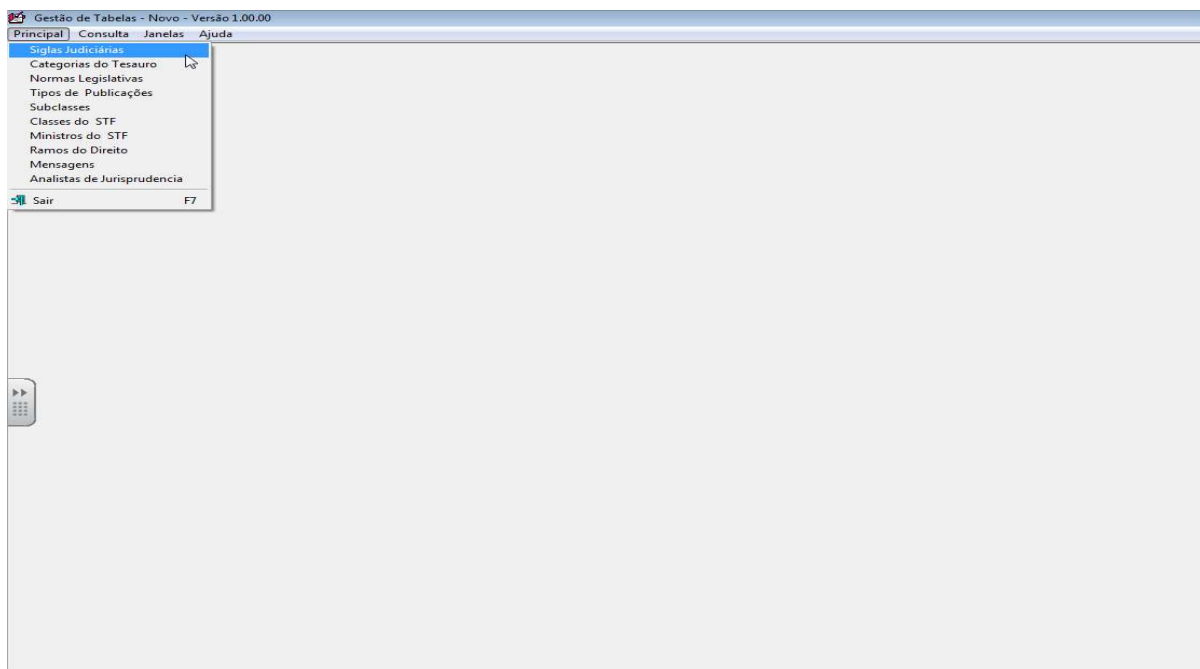 Gestão de Tabelas - Novo - Versão 1.00.00
Principal Consulta Janelas Ajuda
Siglas Judiciárias
Categorias do Tesauro
Normas Legislativas
Tipos de Publicações
Subclasses
Classes do STF
Ministros do STF
Ramos do Direito
Mensagens
Analistas de Jurisprudencia
Sair F7